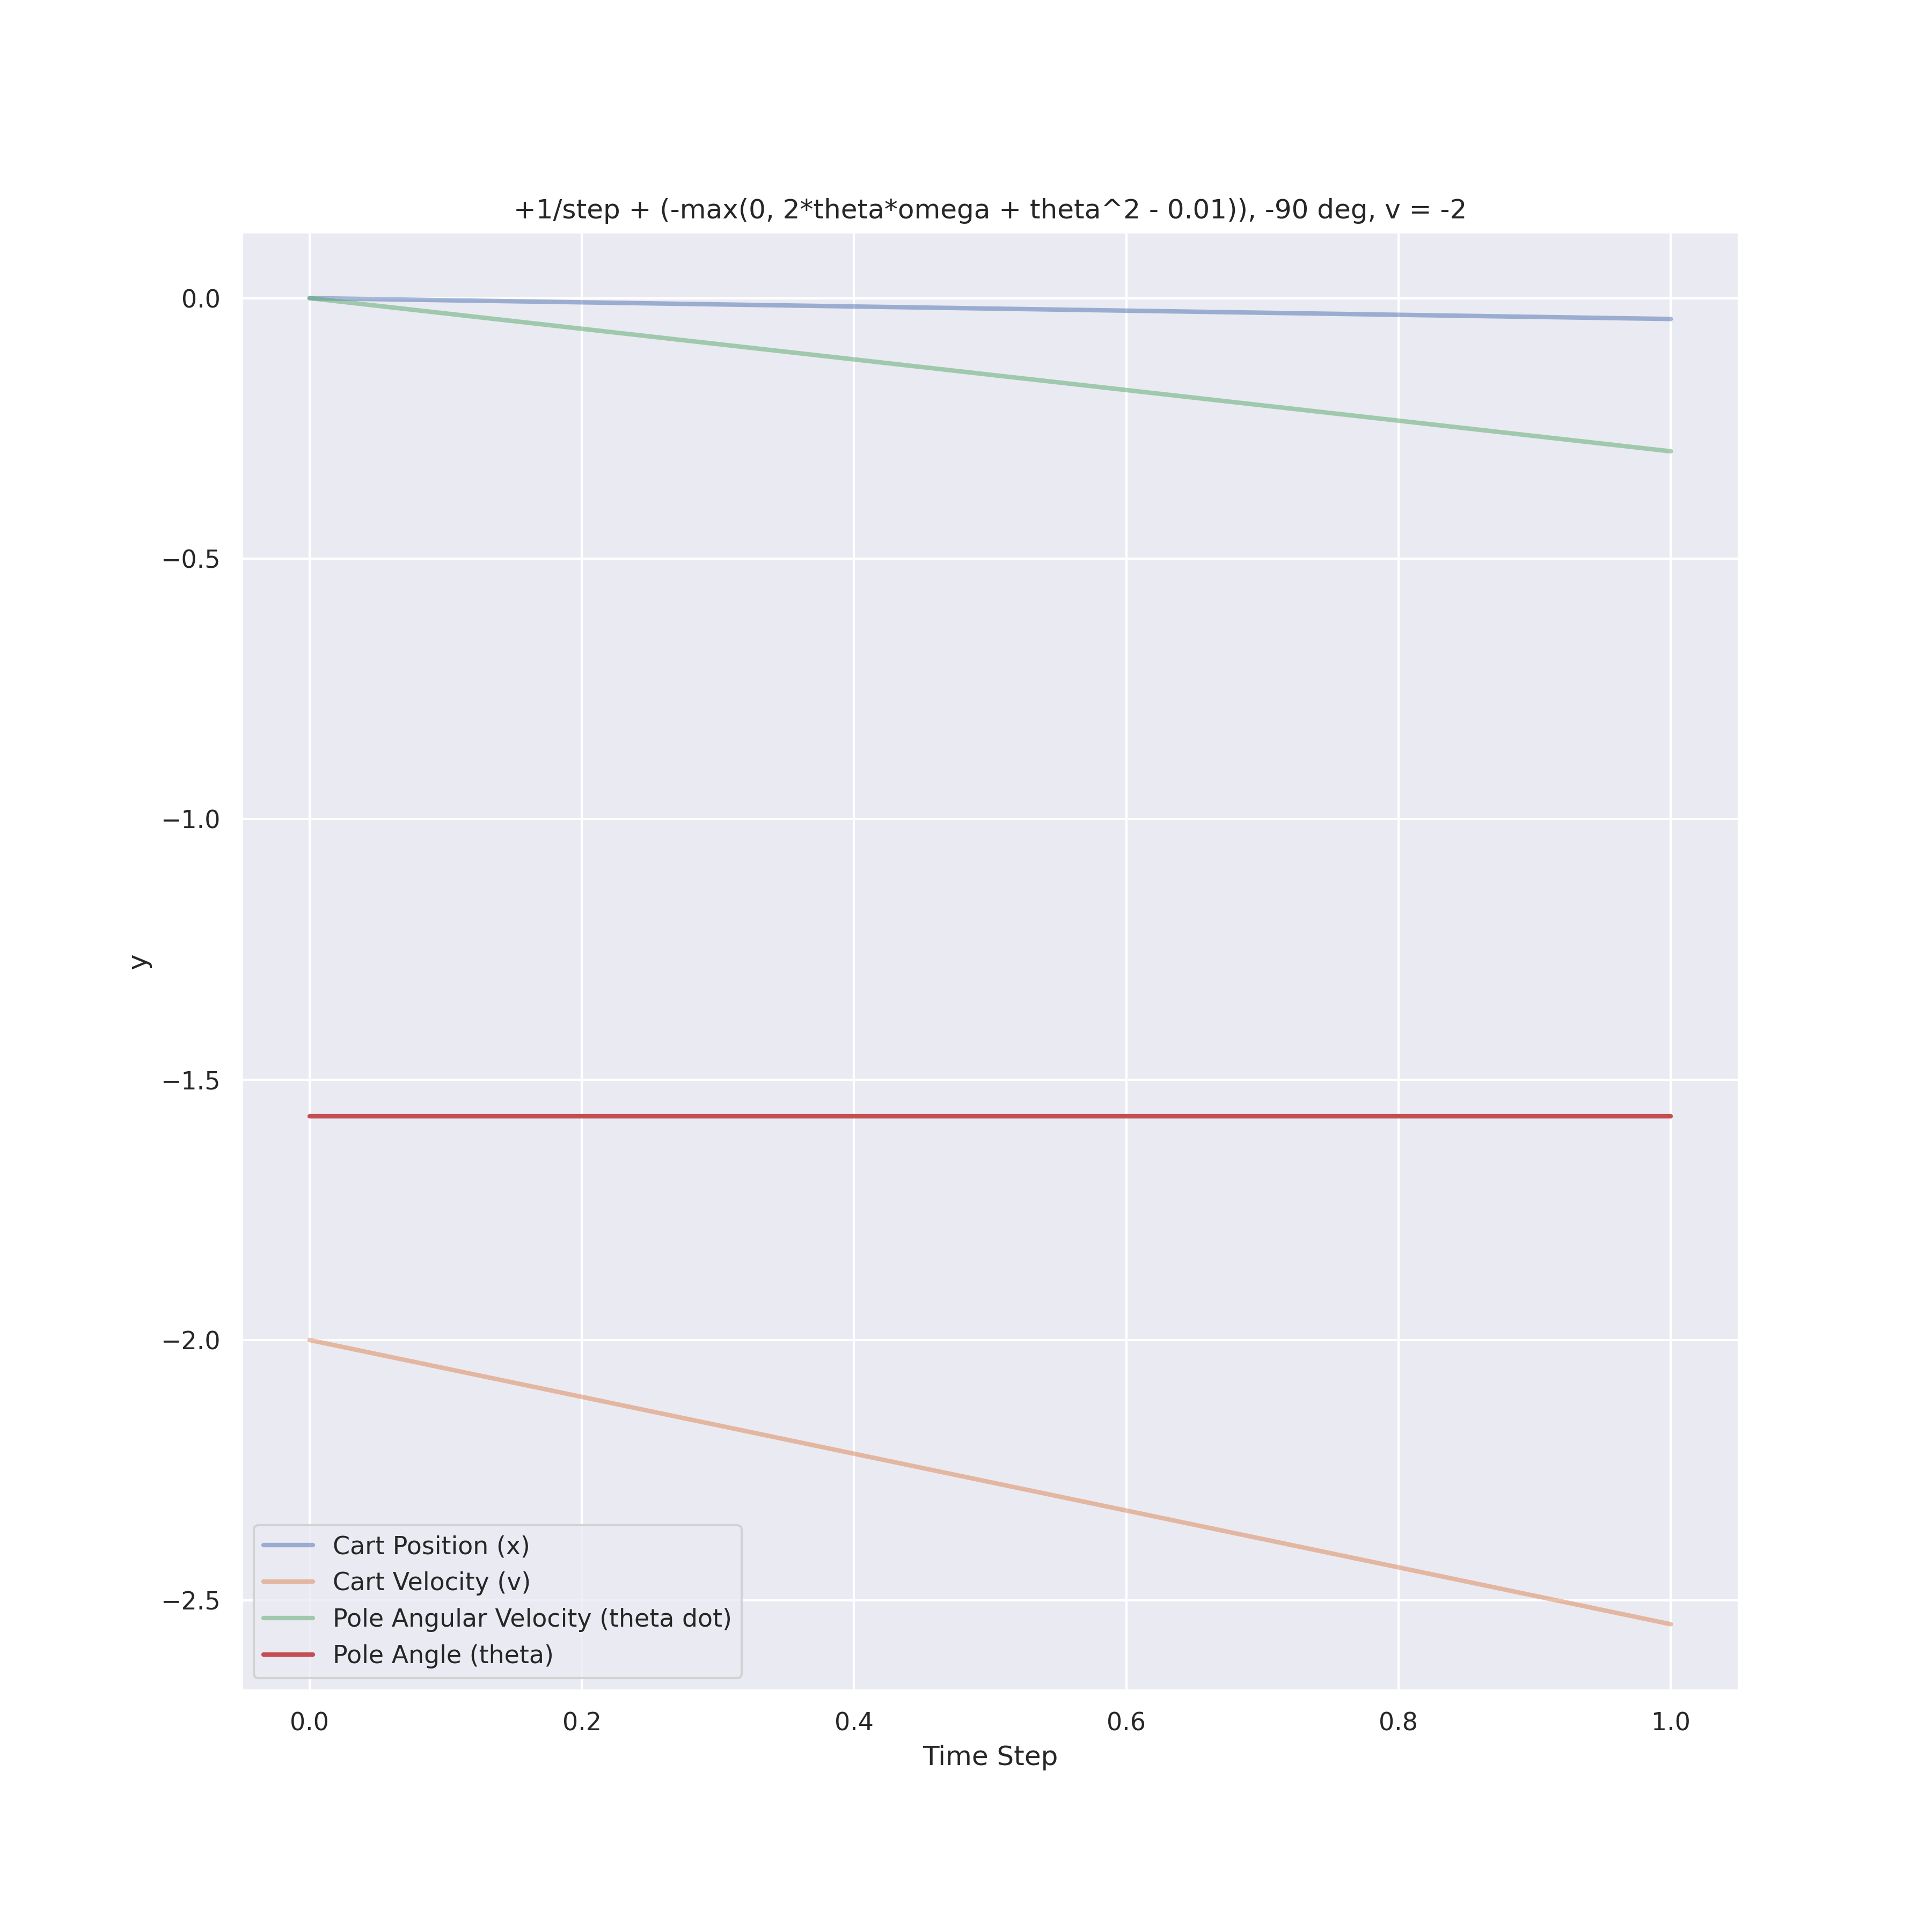 +1/step + (-max(0, 2*theta*omega + theta^2 - 0.01)), -90 deg, v = -2
0.0
−0.5
−1.0
−1.5
−2.0
−2.5
y
Cart Position (x)
Cart Velocity (v)
Pole Angular Velocity (theta dot)
Pole Angle (theta)
0.0 0.2 0.4 0.6 0.8 1.0
Time Step